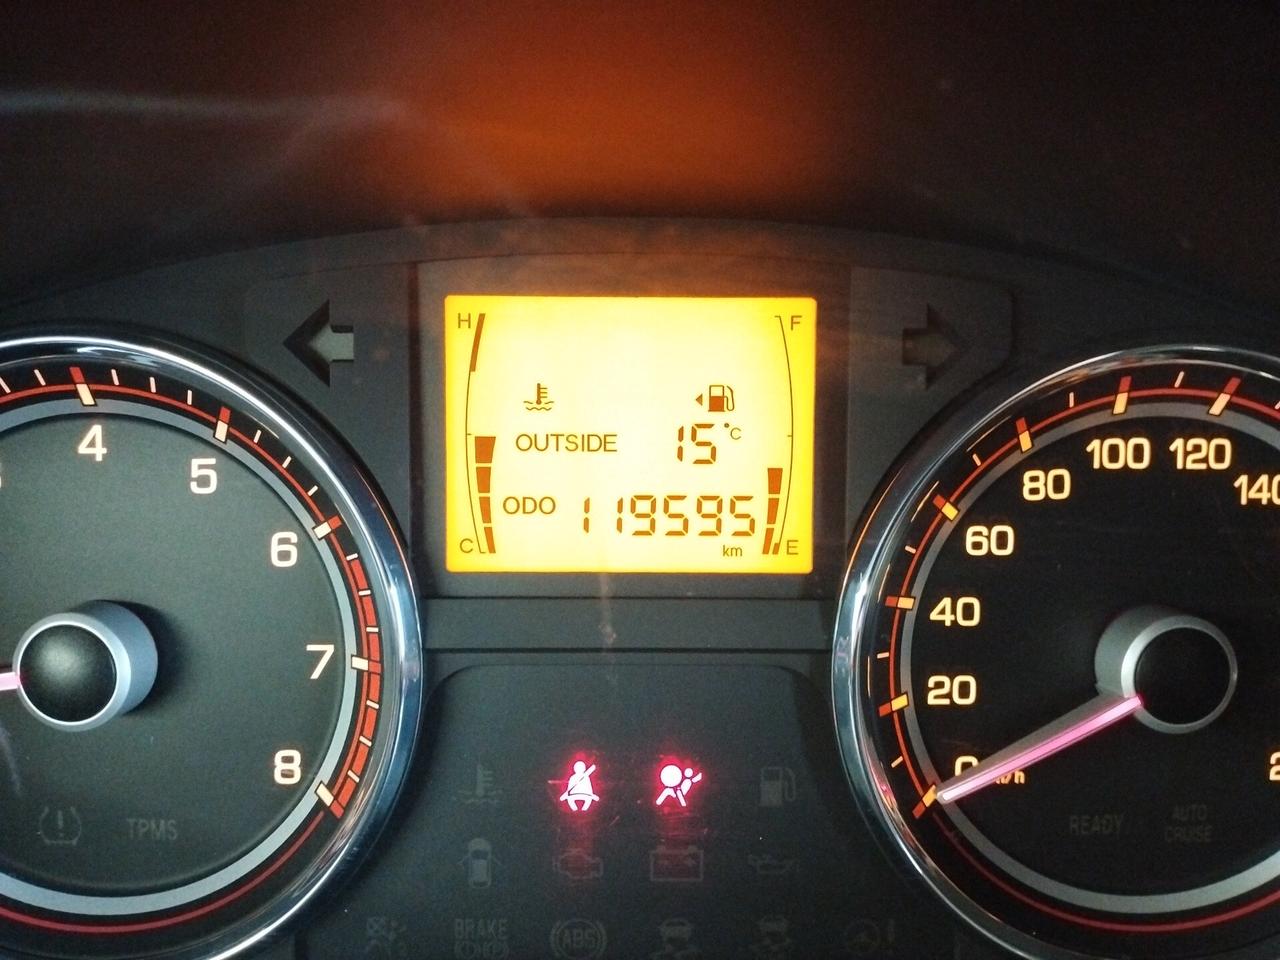 H
F
OUTSIDE 15°C
ODO 119595
km
C
E
4
5
6
7
8
80
100
120
140
60
40
20
0
km/h
TPMS
READY
AUTO
CRUISE
BRAKE
ABS